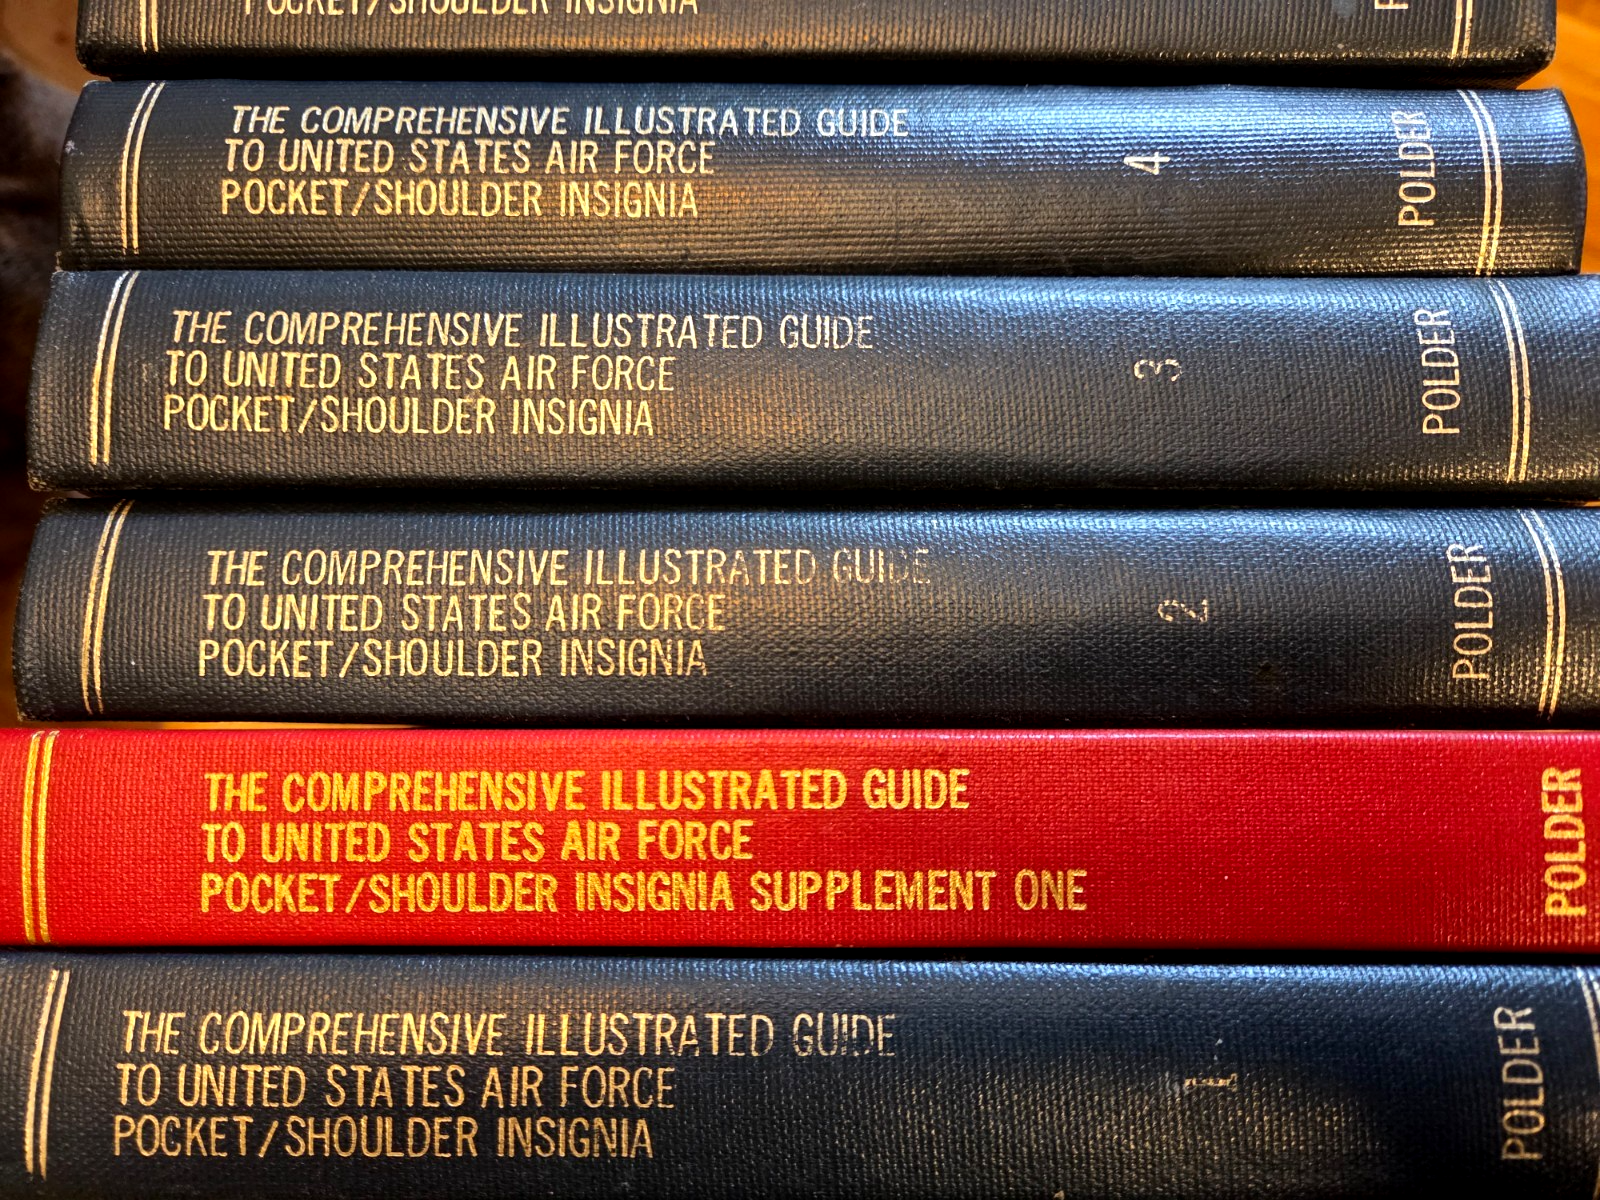 POCKET/SHOULDER INSIGNIA
THE COMPREHENSIVE ILLUSTRATED GUIDE
TO UNITED STATES AIR FORCE
POCKET/SHOULDER INSIGNIA
4
POLDER
THE COMPREHENSIVE ILLUSTRATED GUIDE
TO UNITED STATES AIR FORCE
POCKET/SHOULDER INSIGNIA
3
POLDER
THE COMPREHENSIVE ILLUSTRATED GUIDE
TO UNITED STATES AIR FORCE
POCKET/SHOULDER INSIGNIA
2
POLDER
THE COMPREHENSIVE ILLUSTRATED GUIDE
TO UNITED STATES AIR FORCE
POCKET/SHOULDER INSIGNIA SUPPLEMENT ONE
POLDER
THE COMPREHENSIVE ILLUSTRATED GUIDE
TO UNITED STATES AIR FORCE
POCKET/SHOULDER INSIGNIA
1
POLDER